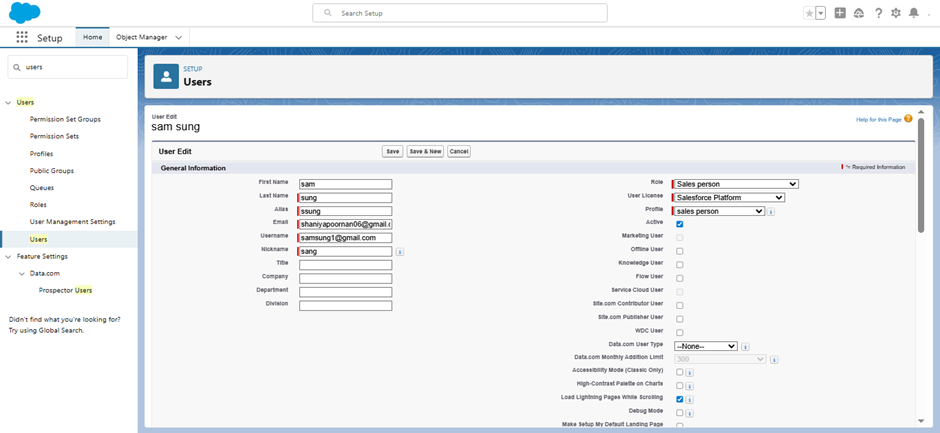 Search Setup
Setup
Home
Object Manager
users
Users
Permission Set Groups
Permission Sets
Profiles
Public Groups
Queues
Roles
User Management Settings
Users
Feature Settings
Data.com
Prospector Users
Didn't find what you're looking for?
Try using Global Search.
SETUP
Users
User Edit
sam sung
Help for this Page
User Edit
Save
Save & New
Cancel
General Information
= Required Information
First Name
sam
Last Name
sung
Alias
ssung
Email
shaniyapoornan06@gmail.c
Username
samsung1@gmail.com
Nickname
sang
Title
Company
Department
Division
Role
Sales person
User License
Salesforce Platform
Profile
sales person
Active
Marketing User
Offline User
Knowledge User
Flow User
Service Cloud User
Site.com Contributor User
Site.com Publisher User
WDC User
Data.com User Type
--None--
Data.com Monthly Addition Limit
300
Accessibility Mode (Classic Only)
High-Contrast Palette on Charts
Load Lightning Pages While Scrolling
Debug Mode
Make Setup My Default Landing Page